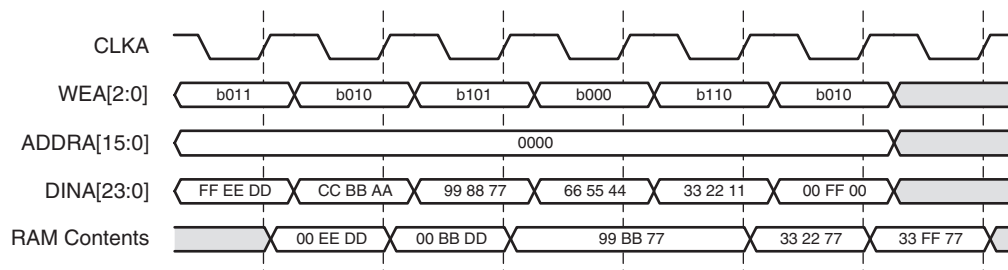 CLKA
WEA[2:0] b011 b010 b101 b000 b110 b010
ADDRA[15:0] 0000
DINA[23:0] FF EE DD CC BB AA 99 88 77 66 55 44 33 22 11 00 FF 00
RAM Contents 00 EE DD 00 BB DD 99 BB 77 33 22 77 33 FF 77